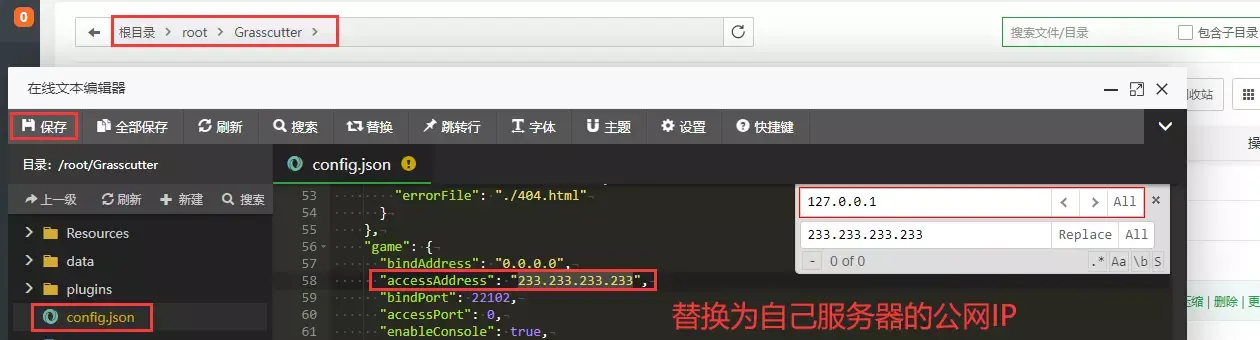 0
根目录 > root > Grasscutter >
搜索文件/目录 包含子目录
在线文本编辑器
收站
保存 全部保存 刷新 搜索 替换 跳转行 字体 主题 设置 快捷键
目录: /root/Grasscutter
config.json
上一级 刷新 新建 搜索
Resources
data
plugins
config.json
53 "errorFile": "./404.html"
54 }
55 },
56 "game": {
57 "bindAddress": "0.0.0.0",
58 "accessAddress": "233.233.233.233",
59 "bindPort": 22102,
60 "accessPort": 0,
61 "enableConsole": true,
127.0.0.1 < > All ×
233.233.233.233 Replace All
- 0 of 0 .* Aa \b S
替换为自己服务器的公网IP
压缩 | 删除 | 更